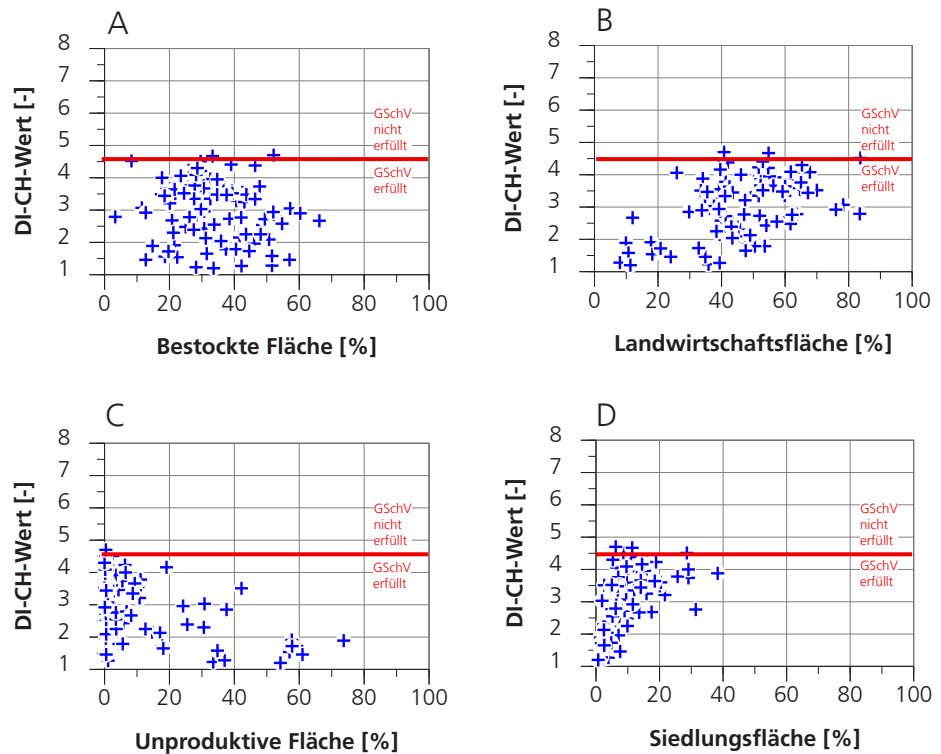 A
DI-CH-Wert [-]
8
7
6
5
4
3
2
1
GSchV
nicht
erfüllt
GSchV
erfüllt
0 20 40 60 80 100
Bestockte Fläche [%]
B
DI-CH-Wert [-]
8
7
6
5
4
3
2
1
GSchV
nicht
erfüllt
GSchV
erfüllt
0 20 40 60 80 100
Landwirtschaftsfläche [%]
C
DI-CH-Wert [-]
8
7
6
5
4
3
2
1
GSchV
nicht
erfüllt
GSchV
erfüllt
0 20 40 60 80 100
Unproduktive Fläche [%]
D
DI-CH-Wert [-]
8
7
6
5
4
3
2
1
GSchV
nicht
erfüllt
GSchV
erfüllt
0 20 40 60 80 100
Siedlungsfläche [%]